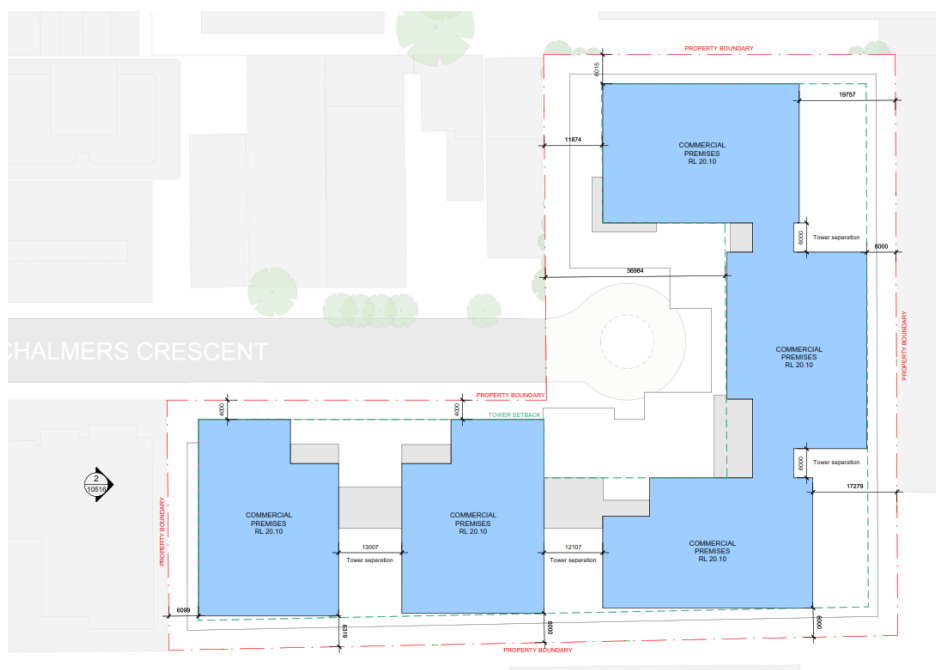 PROPERTY BOUNDARY
6015
19757
11874
COMMERCIAL
PREMISES
RL 20.10
6000
Tower separation
6000
36984
CHALMERS CRESCENT
COMMERCIAL
PREMISES
RL 20.10
PROPERTY BOUNDARY
PROPERTY BOUNDARY
4000
4000
TOWER SETBACK
6000
Tower separation
2
10516
17279
PROPERTY BOUNDARY
COMMERCIAL
PREMISES
RL 20.10
COMMERCIAL
PREMISES
RL 20.10
COMMERCIAL
PREMISES
RL 20.10
13007
Tower separation
12107
Tower separation
6099
6319
6000
6000
PROPERTY BOUNDARY